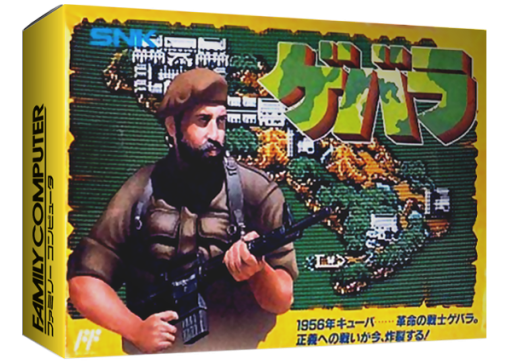 SNK
ゲバラ
FAMILY COMPUTER
ファミリー コンピュータ
1956年キューバ……革命の戦士ゲバラ。
正義への戦いが今、炸裂する!
FF